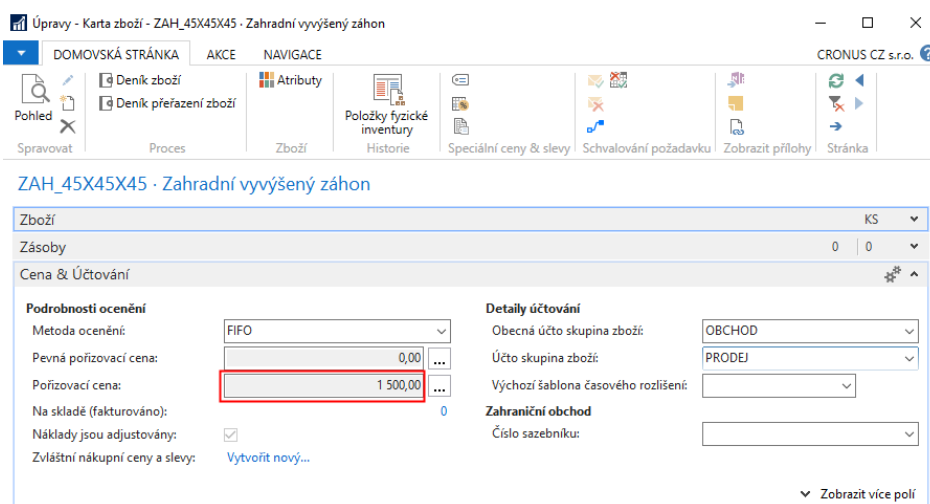 Úpravy - Karta zboží - ZAH_45X45X45 · Zahradní vyvýšený záhon
DOMOVSKÁ STRÁNKA AKCE NAVIGACE CRONUS CZ s.r.o. ?
Pohled
Deník zboží
Deník přeřazení zboží
Atributy
Položky fyzické
inventury
Spravovat Proces Zboží Historie Speciální ceny & slevy Schvalování požadavku Zobrazit přílohy Stránka
ZAH_45X45X45 · Zahradní vyvýšený záhon
Zboží KS
Zásoby 0 0
Cena & Účtování
Podrobnosti ocenění
Metoda ocenění: FIFO
Pevná pořizovací cena: 0,00 ...
Pořizovací cena: 1 500,00 ...
Na skladě (fakturováno): 0
Náklady jsou adjustovány:
Zvláštní nákupní ceny a slevy: Vytvořit nový...
Detaily účtování
Obecná účto skupina zboží: OBCHOD
Účto skupina zboží: PRODEJ
Výchozí šablona časového rozlišení:
Zahraniční obchod
Číslo sazebníku:
Zobrazit více polí